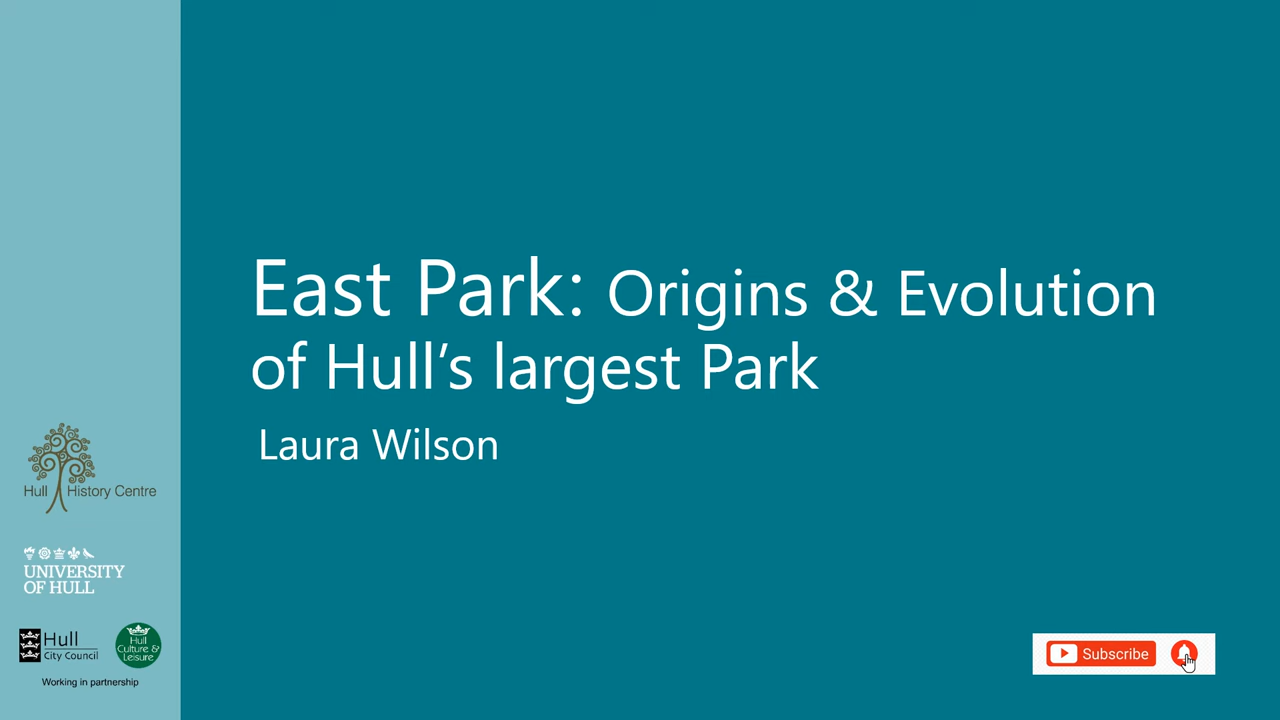 East Park: Origins & Evolution
of Hull’s largest Park
Laura Wilson
Hull History Centre
UNIVERSITY
OF HULL
Hull
City Council
Hull
Culture &
Leisure
Working in partnership
Subscribe